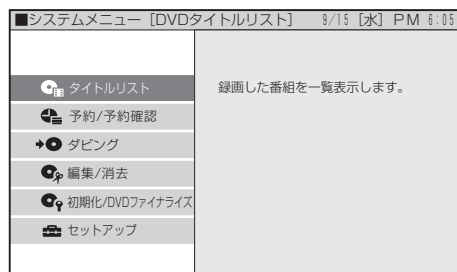 ■システムメニュー［DVDタイトルリスト］ 9/15［水］PM 6:05
タイトルリスト
録画した番組を一覧表示します。
予約/予約確認
ダビング
編集/消去
初期化/DVDファイナライズ
セットアップ